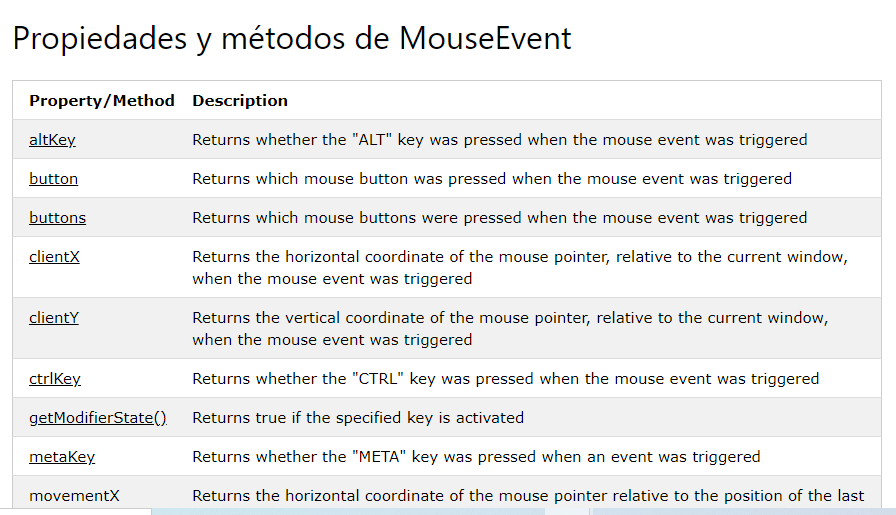 Propiedades y métodos de MouseEvent
Property/Method Description
altKey Returns whether the "ALT" key was pressed when the mouse event was triggered
button Returns which mouse button was pressed when the mouse event was triggered
buttons Returns which mouse buttons were pressed when the mouse event was triggered
clientX Returns the horizontal coordinate of the mouse pointer, relative to the current window,
when the mouse event was triggered
clientY Returns the vertical coordinate of the mouse pointer, relative to the current window,
when the mouse event was triggered
ctrlKey Returns whether the "CTRL" key was pressed when the mouse event was triggered
getModifierState() Returns true if the specified key is activated
metaKey Returns whether the "META" key was pressed when an event was triggered
movementX Returns the horizontal coordinate of the mouse pointer relative to the position of the last